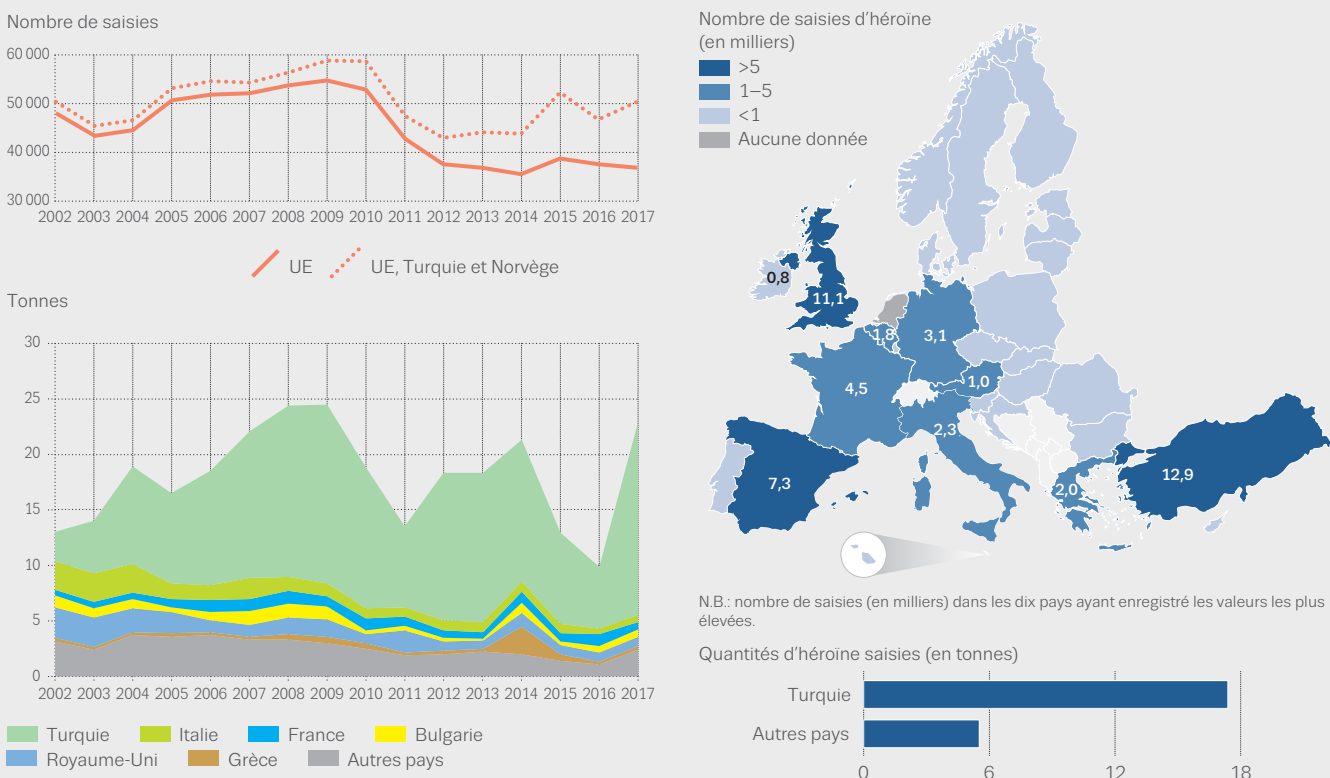 Nombre de saisies
60 000
50 000
40 000
30 000
2002 2003 2004 2005 2006 2007 2008 2009 2010 2011 2012 2013 2014 2015 2016 2017
UE
UE, Turquie et Norvège
Tonnes
30
25
20
15
10
5
0
2002 2003 2004 2005 2006 2007 2008 2009 2010 2011 2012 2013 2014 2015 2016 2017
Turquie
Italie
France
Bulgarie
Royaume-Uni
Grèce
Autres pays
Nombre de saisies d’héroïne
(en milliers)
>5
1–5
<1
Aucune donnée
0,8
11,1
1,8
3,1
4,5
1,0
2,3
7,3
2,0
12,9
N.B.: nombre de saisies (en milliers) dans les dix pays ayant enregistré les valeurs les plus
élevées.
Quantités d’héroïne saisies (en tonnes)
Turquie
Autres pays
0 6 12 18